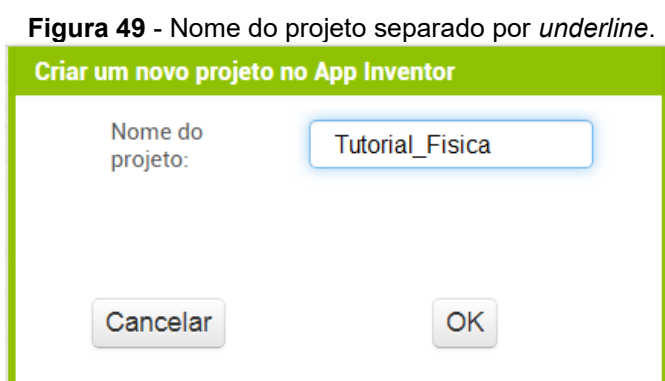 Figura 49 - Nome do projeto separado por underline.
Criar um novo projeto no App Inventor
Nome do
projeto:
Tutorial_Fisica
Cancelar
OK